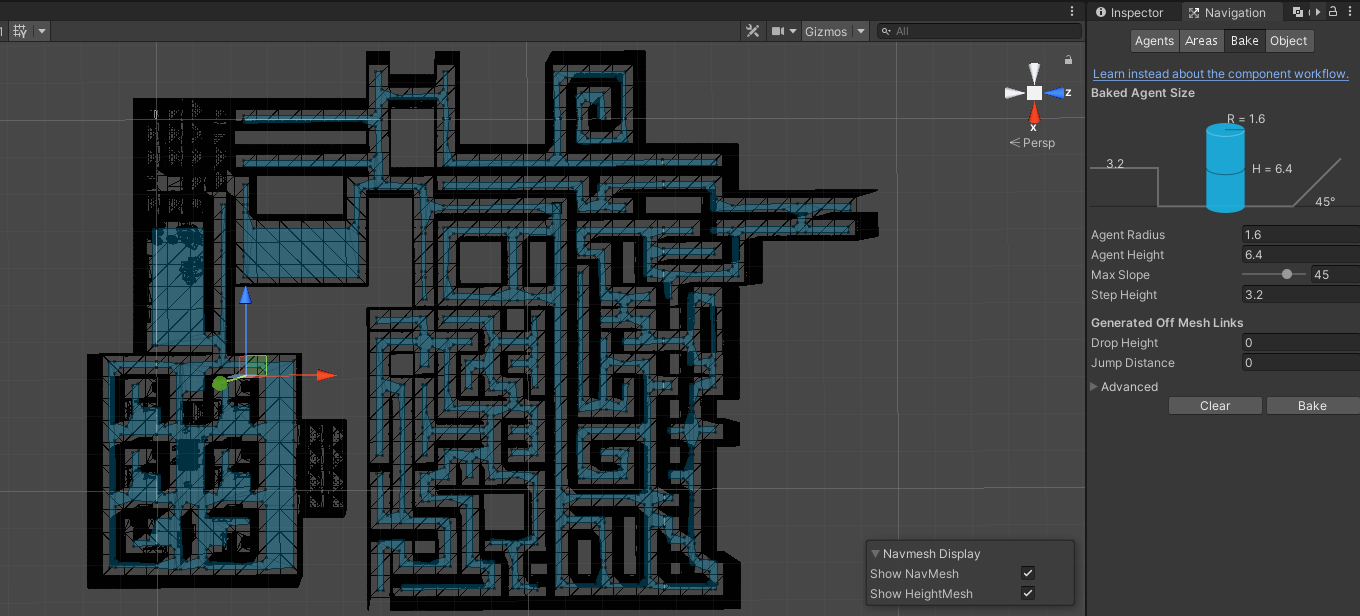 Inspector
Navigation
Gizmos
All
Agents Areas Bake Object
Learn instead about the component workflow.
Baked Agent Size
R = 1.6
3.2
H = 6.4
45°
z
x
Persp
Agent Radius 1.6
Agent Height 6.4
Max Slope 45
Step Height 3.2
Generated Off Mesh Links
Drop Height 0
Jump Distance 0
Advanced
Clear Bake
Navmesh Display
Show NavMesh
Show HeightMesh